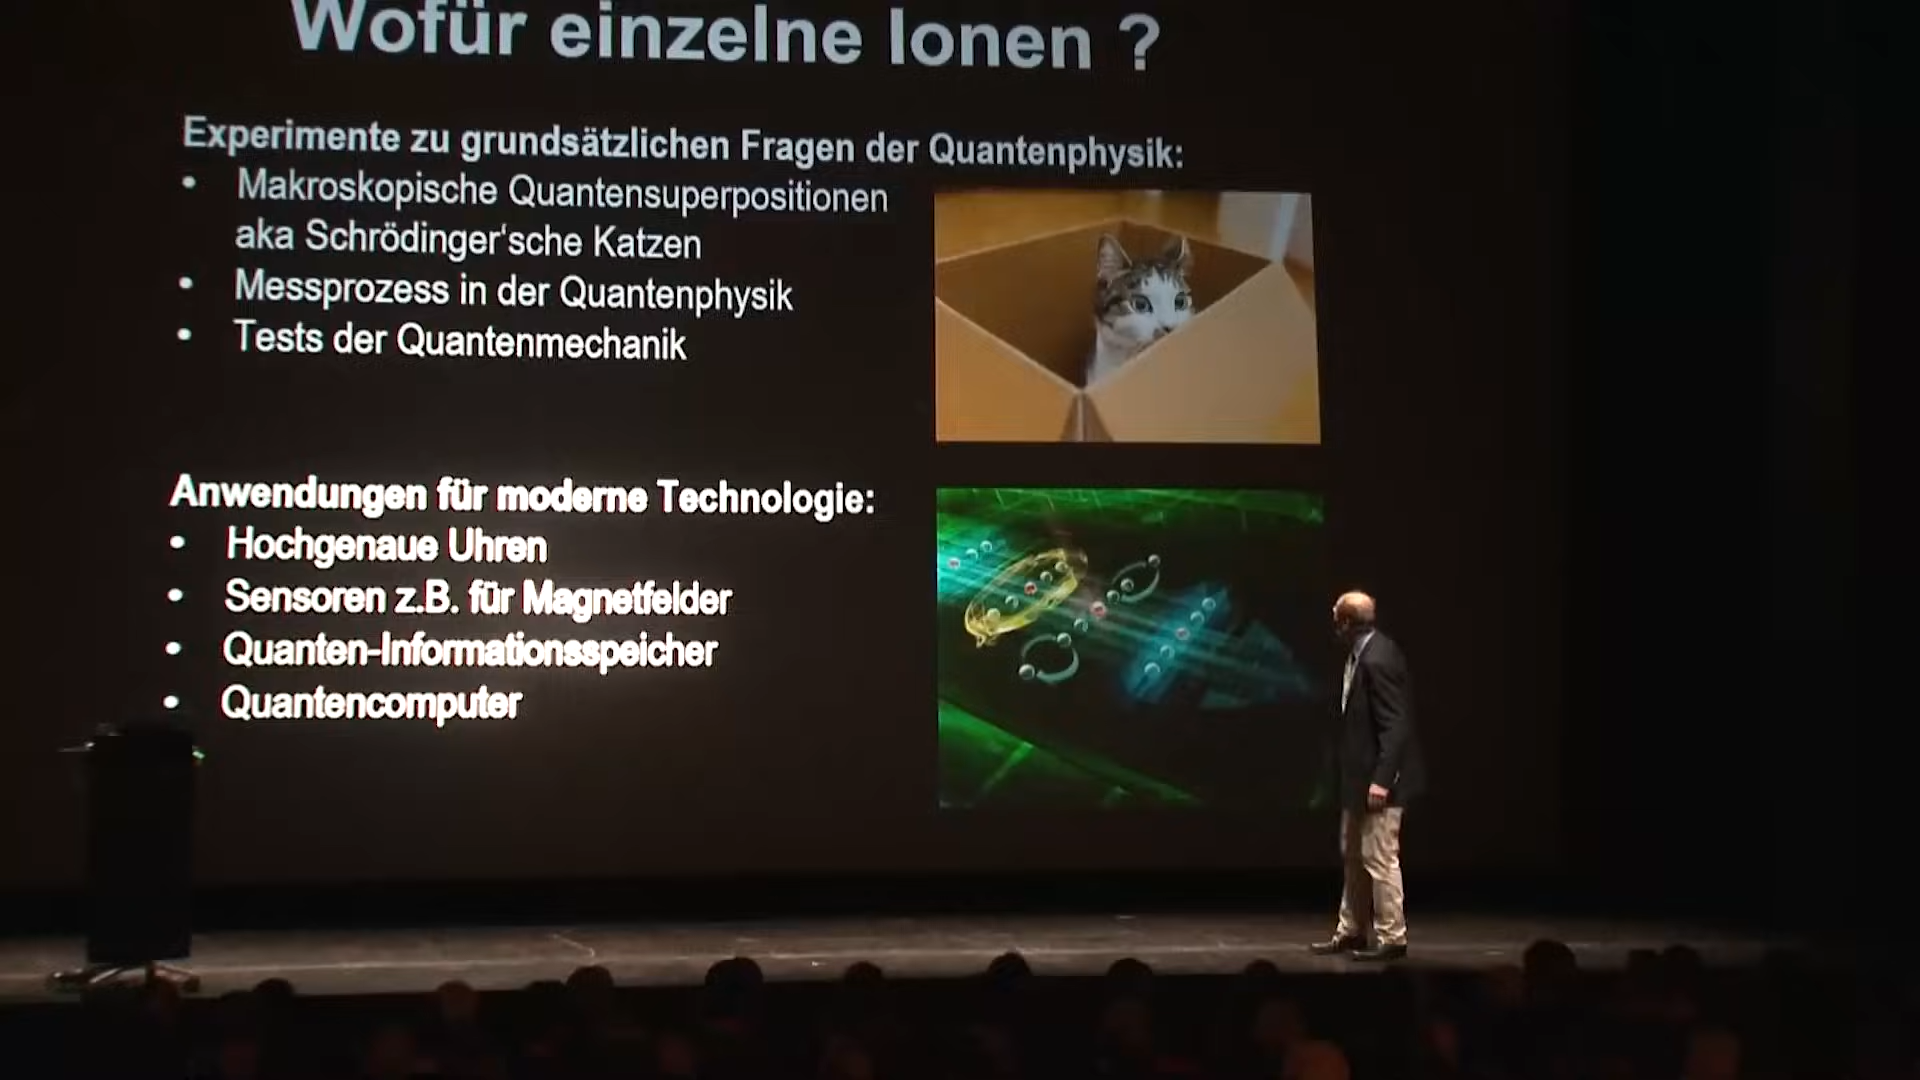 Wofür einzelne Ionen ?
Experimente zu grundsätzlichen Fragen der Quantenphysik:
• Makroskopische Quantensuperpositionen
aka Schrödinger‘sche Katzen
• Messprozess in der Quantenphysik
• Tests der Quantenmechanik
Anwendungen für moderne Technologie:
• Hochgenaue Uhren
• Sensoren z.B. für Magnetfelder
• Quanten-Informationsspeicher
• Quantencomputer